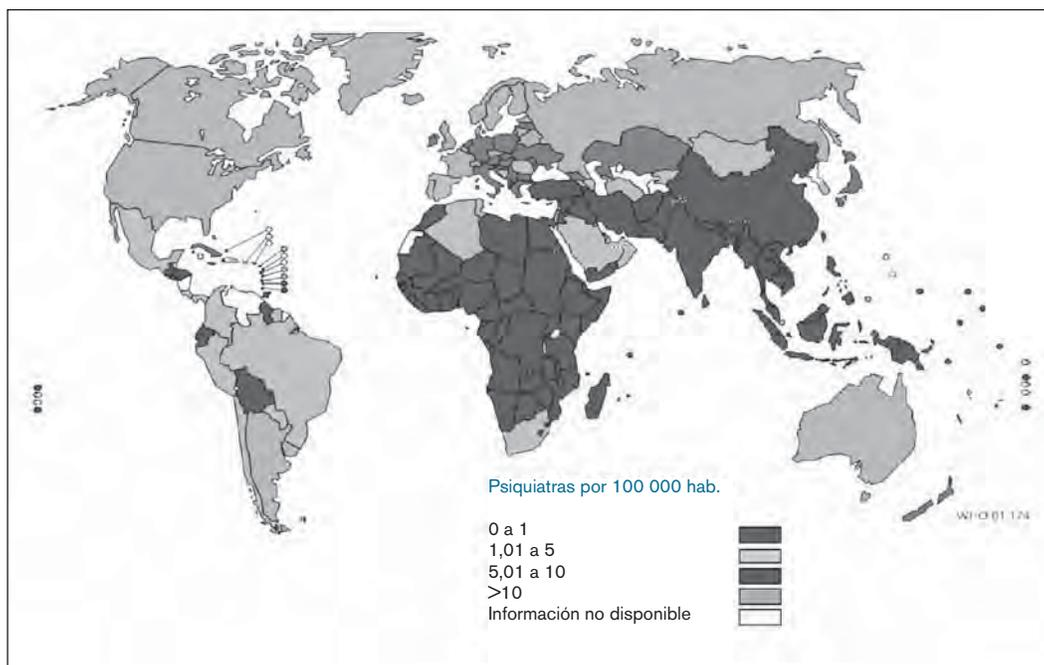 Psiquiatras por 100 000 hab.
0 a 1
1,01 a 5
5,01 a 10
>10
Información no disponible
WHO 01.174